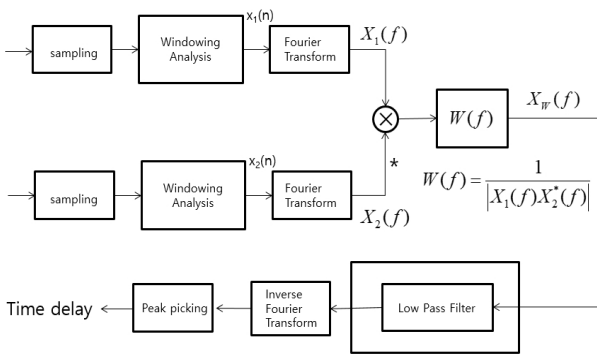 sampling
Windowing
Analysis
x₁(n)
Fourier
Transform
X₁(f)
W(f)
X_W(f)
*
W(f) = 1 / |X₁(f)X₂*(f)|
sampling
Windowing
Analysis
x₂(n)
Fourier
Transform
X₂(f)
Time delay
Peak picking
Inverse
Fourier
Transform
Low Pass Filter